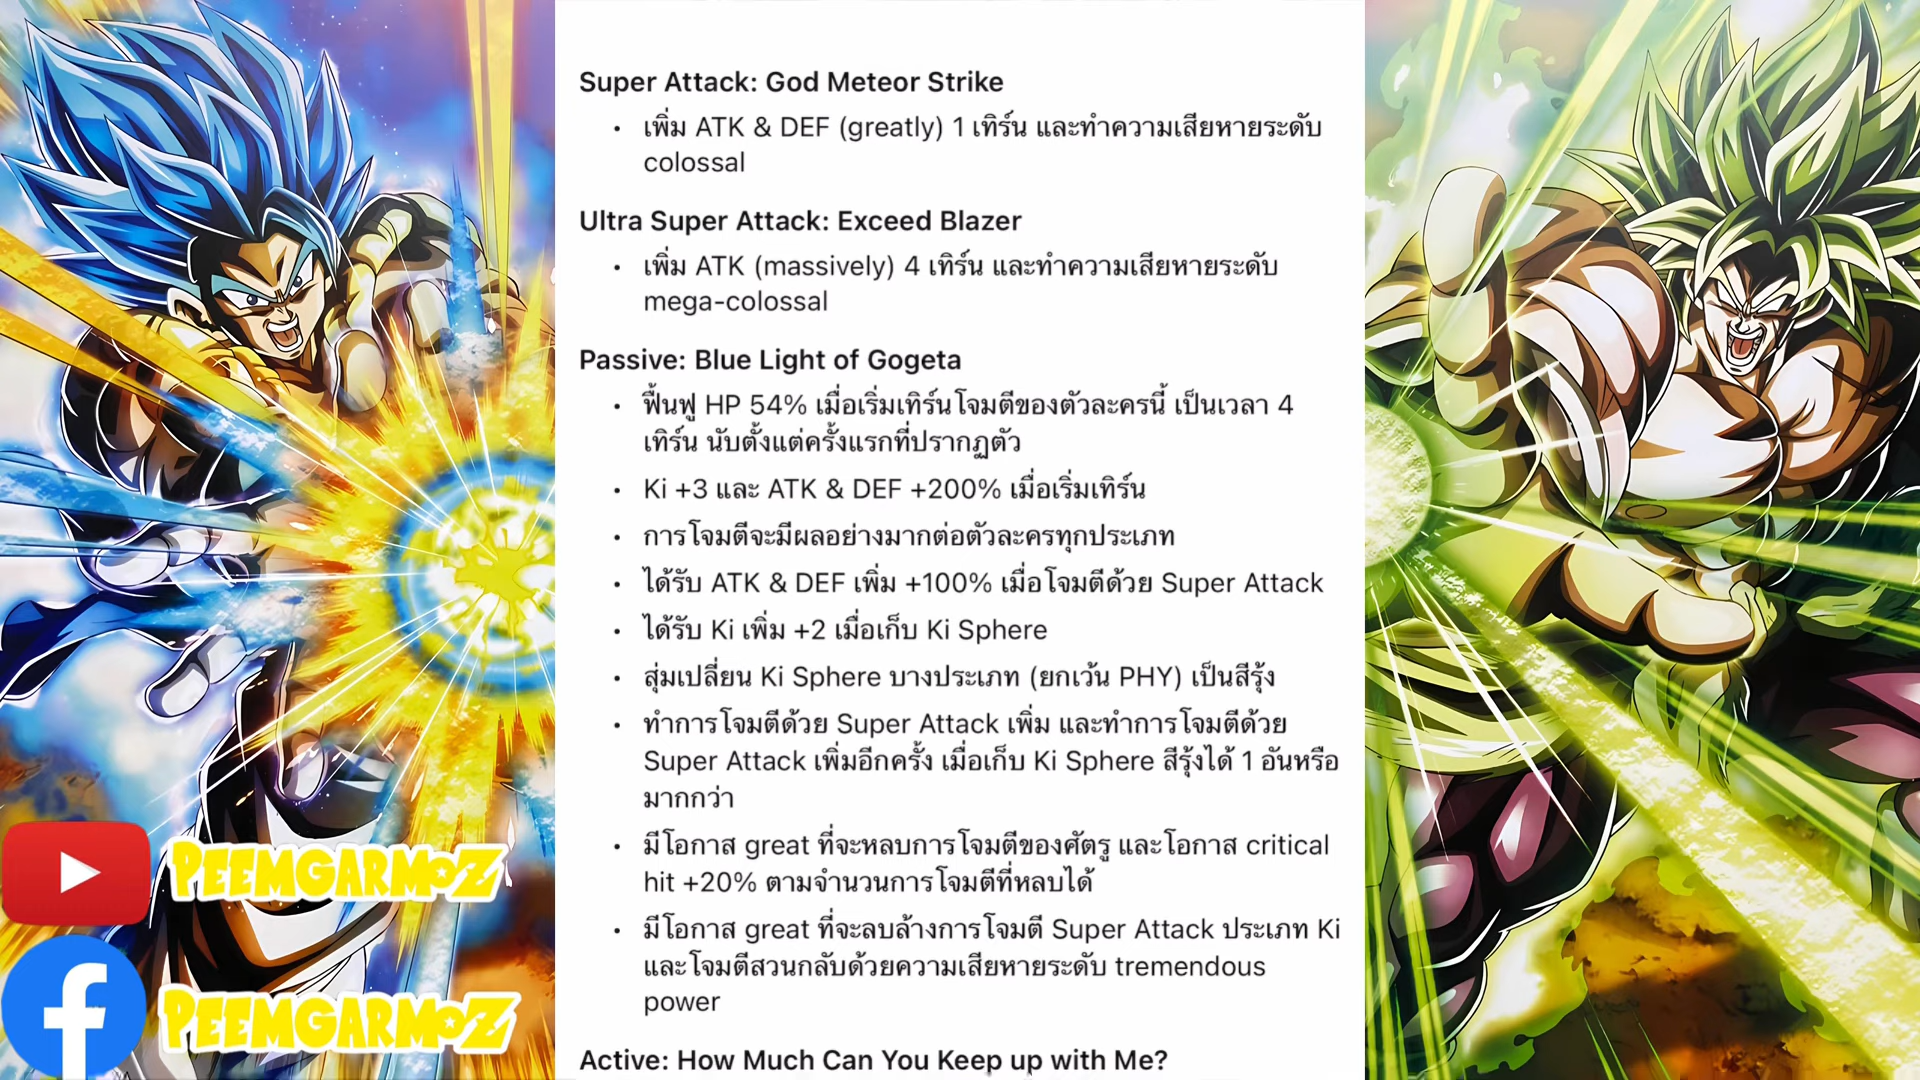 Super Attack: God Meteor Strike
• เพิ่ม ATK & DEF (greatly) 1 เทิร์น และทำความเสียหายระดับ
colossal
Ultra Super Attack: Exceed Blazer
• เพิ่ม ATK (massively) 4 เทิร์น และทำความเสียหายระดับ
mega-colossal
Passive: Blue Light of Gogeta
• ฟื้นฟู HP 54% เมื่อเริ่มเทิร์นโจมตีของตัวละครนี้ เป็นเวลา 4
เทิร์น นับตั้งแต่ครั้งแรกที่ปรากฏตัว
• Ki +3 และ ATK & DEF +200% เมื่อเริ่มเทิร์น
• การโจมตีจะมีผลอย่างมากต่อตัวละครทุกประเภท
• ได้รับ ATK & DEF เพิ่ม +100% เมื่อโจมตีด้วย Super Attack
• ได้รับ Ki เพิ่ม +2 เมื่อเก็บ Ki Sphere
• สุ่มเปลี่ยน Ki Sphere บางประเภท (ยกเว้น PHY) เป็นสีรุ้ง
• ทำการโจมตีด้วย Super Attack เพิ่ม และทำการโจมตีด้วย
Super Attack เพิ่มอีกครั้ง เมื่อเก็บ Ki Sphere สีรุ้งได้ 1 อันหรือ
มากกว่า
• มีโอกาส great ที่จะหลบการโจมตีของศัตรู และโอกาส critical
hit +20% ตามจำนวนการโจมตีที่หลบได้
• มีโอกาส great ที่จะลบล้างการโจมตี Super Attack ประเภท Ki
และโจมตีสวนกลับด้วยความเสียหายระดับ tremendous
power
Active: How Much Can You Keep up with Me?
PEEMGARMOZ
PEEMGARMOZ